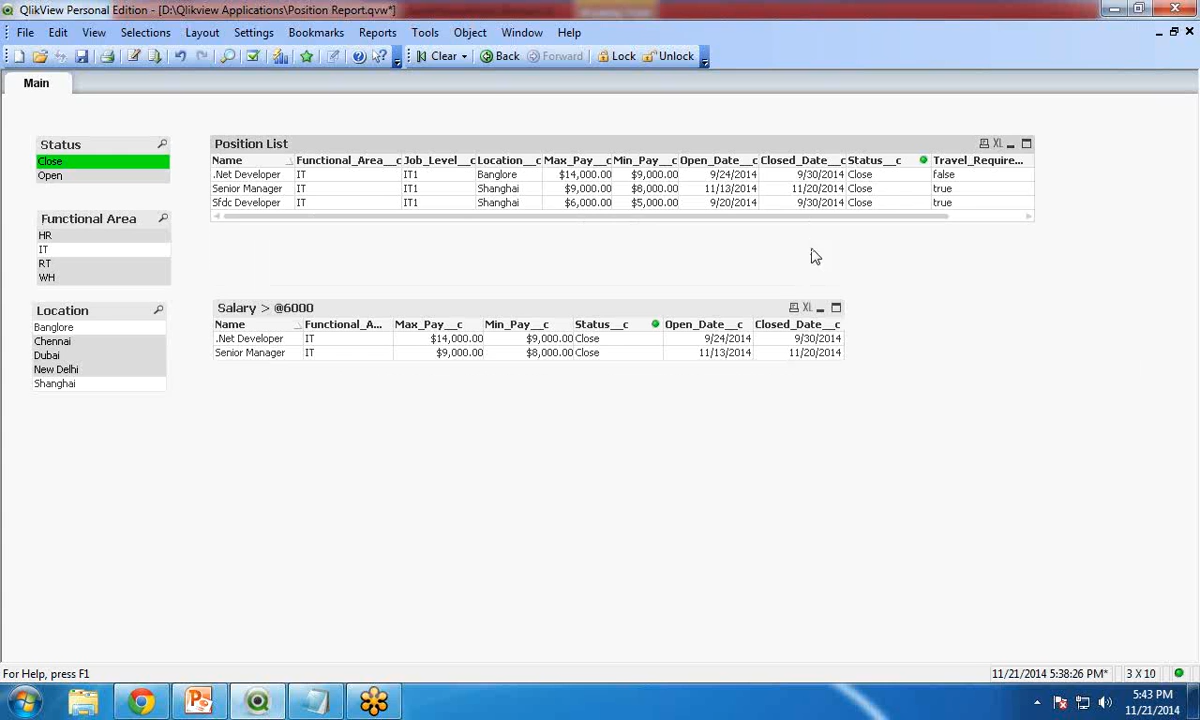 QlikView Personal Edition - [D:\Qlikview Applications\Position Report.qvw*]
File Edit View Selections Layout Settings Bookmarks Reports Tools Object Window Help
Clear Back Forward Lock Unlock
Main
Status
Close
Open
Functional Area
HR
IT
RT
WH
Location
Banglore
Chennai
Dubai
New Delhi
Shanghai
Position List XL
Name Functional_Area__c Job_Level__c Location__c Max_Pay__c Min_Pay__c Open_Date__c Closed_Date__c Status__c Travel_Require...
.Net Developer IT IT1 Banglore $14,000.00 $9,000.00 9/24/2014 9/30/2014 Close false
Senior Manager IT IT1 Shanghai $9,000.00 $8,000.00 11/13/2014 11/20/2014 Close true
Sfdc Developer IT IT1 Shanghai $6,000.00 $5,000.00 9/20/2014 9/30/2014 Close true
Salary > @6000 XL
Name Functional_A... Max_Pay__c Min_Pay__c Status__c Open_Date__c Closed_Date__c
.Net Developer IT $14,000.00 $9,000.00 Close 9/24/2014 9/30/2014
Senior Manager IT $9,000.00 $8,000.00 Close 11/13/2014 11/20/2014
For Help, press F1
11/21/2014 5:38:26 PM* 3 X 10
5:43 PM
11/21/2014